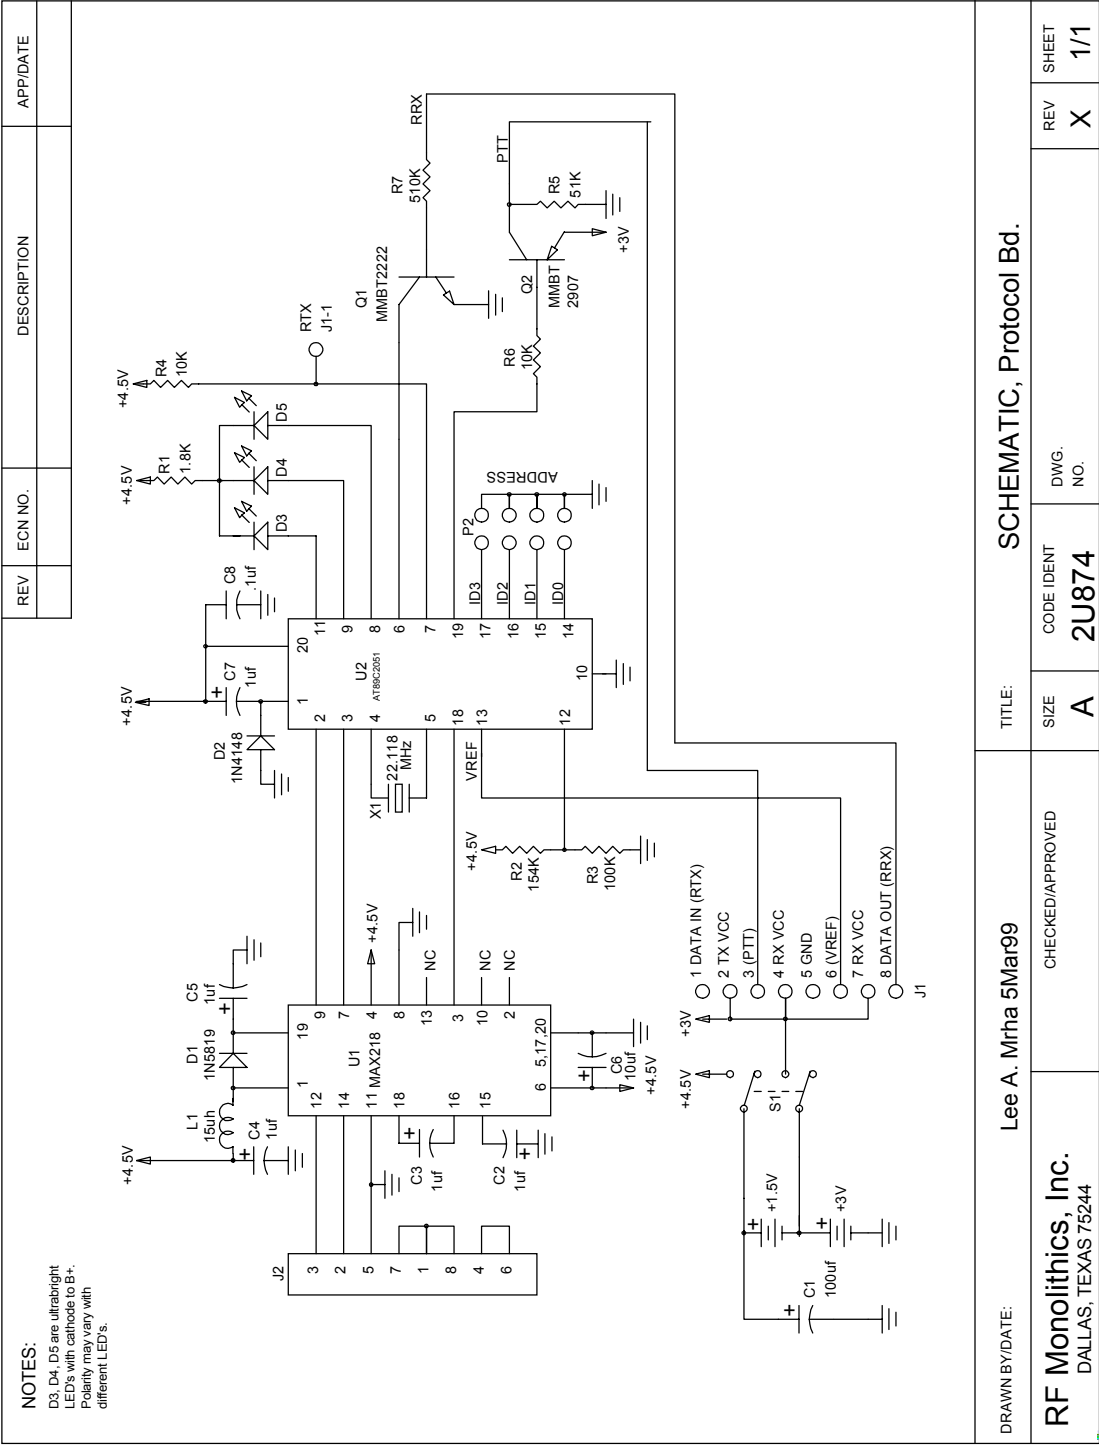 NOTES:
D3, D4, D5 are ultrabright
LED's with cathode to B+.
Polarity may vary with
different LED's.
REV
ECN NO.
DESCRIPTION
APP/DATE
+4.5V
L1
15uh
C4
1uf
D1
1N5819
C5
1uf
1
19
12
14
11
18
16
15
U1
MAX218
9
7
4
8
13
3
10
2
6
5,17,20
+4.5V
NC
NC
NC
C3
1uf
C2
1uf
C6
10uf
+4.5V
J2
3
2
5
7
1
8
4
6
+4.5V
D2
1N4148
C7
1uf
C8
.1uf
1
20
2
3
4
5
18
13
12
U2
AT89C2051
11
9
8
6
7
19
17
16
15
14
10
X1
22.118
MHz
VREF
+4.5V
R2
154K
R3
100K
+4.5V
R1
1.8K
D3
D4
D5
+4.5V
R4
10K
RTX
J1-1
Q1
MMBT2222
R7
510K
RRX
R6
10K
Q2
MMBT
2907
PTT
R5
51K
+3V
P2
ADDRESS
ID3
ID2
ID1
ID0
C1
100uf
+1.5V
+3V
S1
+4.5V
+3V
1 DATA IN (RTX)
2 TX VCC
3 (PTT)
4 RX VCC
5 GND
6 (VREF)
7 RX VCC
8 DATA OUT (RRX)
J1
DRAWN BY/DATE:
Lee A. Mrha 5Mar99
TITLE:
SCHEMATIC, Protocol Bd.
RF Monolithics, Inc.
DALLAS, TEXAS 75244
CHECKED/APPROVED
SIZE
A
CODE IDENT
2U874
DWG.
NO.
REV
X
SHEET
1/1